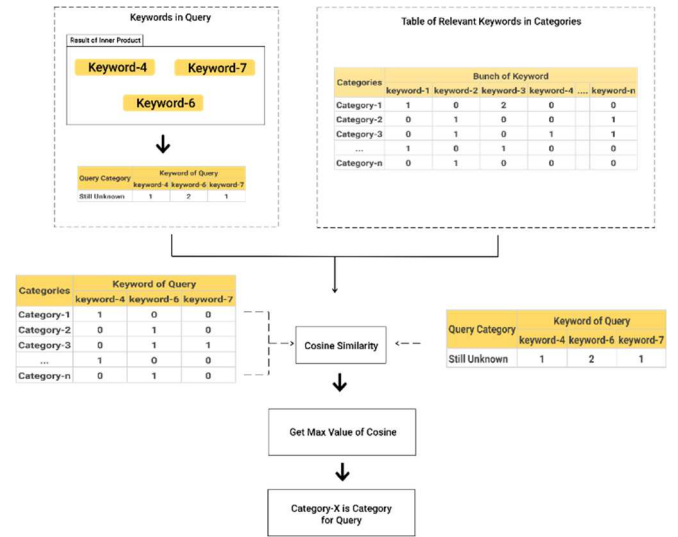 Keywords in Query
Result of Inner Product
Keyword-4 Keyword-7
Keyword-6
Query Category Keyword of Query
keyword-4 keyword-6 keyword-7
Still Unknown 1 2 1
Table of Relevant Keywords in Categories
Categories Bunch of Keyword
keyword-1 keyword-2 keyword-3 keyword-4 .... keyword-n
Category-1 1 0 2 0 0
Category-2 0 1 0 0 1
Category-3 0 1 0 1 1
... 1 0 1 0 0
Category-n 0 1 0 0 0
Categories Keyword of Query
keyword-4 keyword-6 keyword-7
Category-1 1 0 0
Category-2 0 1 0
Category-3 0 1 1
... 1 0 0
Category-n 0 1 0
Cosine Similarity
Query Category Keyword of Query
keyword-4 keyword-6 keyword-7
Still Unknown 1 2 1
Get Max Value of Cosine
Category-X is Category
for Query